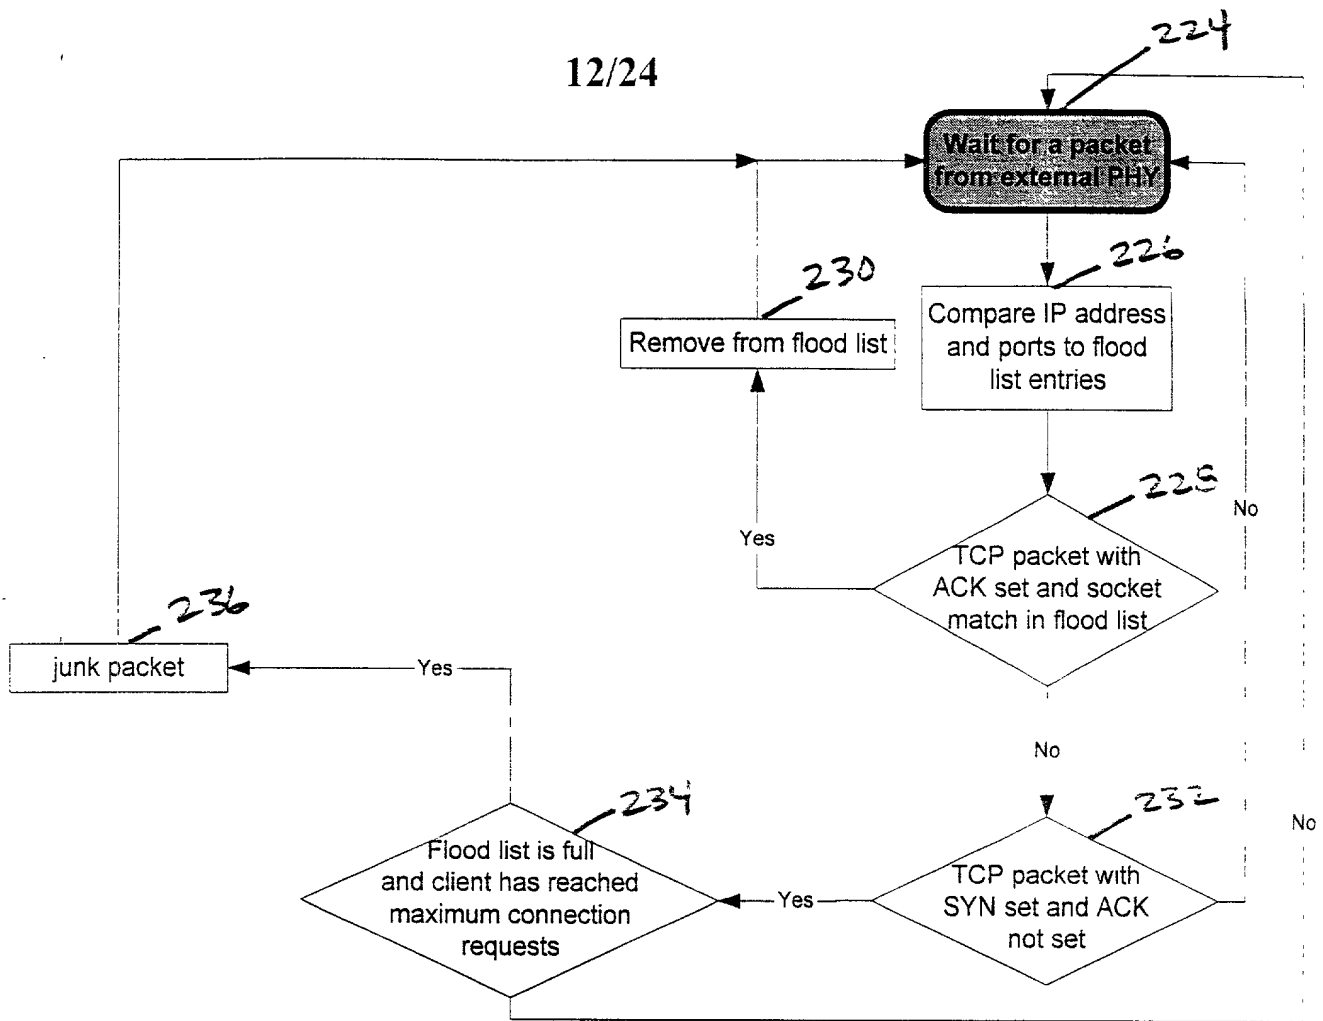 12/24
224
Wait for a packet
from external PHY
226
Compare IP address
and ports to flood
list entries
230
Remove from flood list
228
TCP packet with
ACK set and socket
match in flood list
Yes
No
No
236
junk packet
Yes
234
Flood list is full
and client has reached
maximum connection
requests
Yes
232
TCP packet with
SYN set and ACK
not set
No